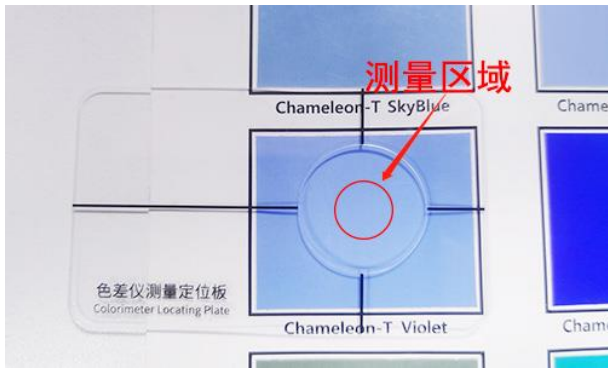 测量区域
Chameleon-T SkyBlue
Chame
色差仪测量定位板
Colorimeter Locating Plate
Chameleon-T Violet
Cham